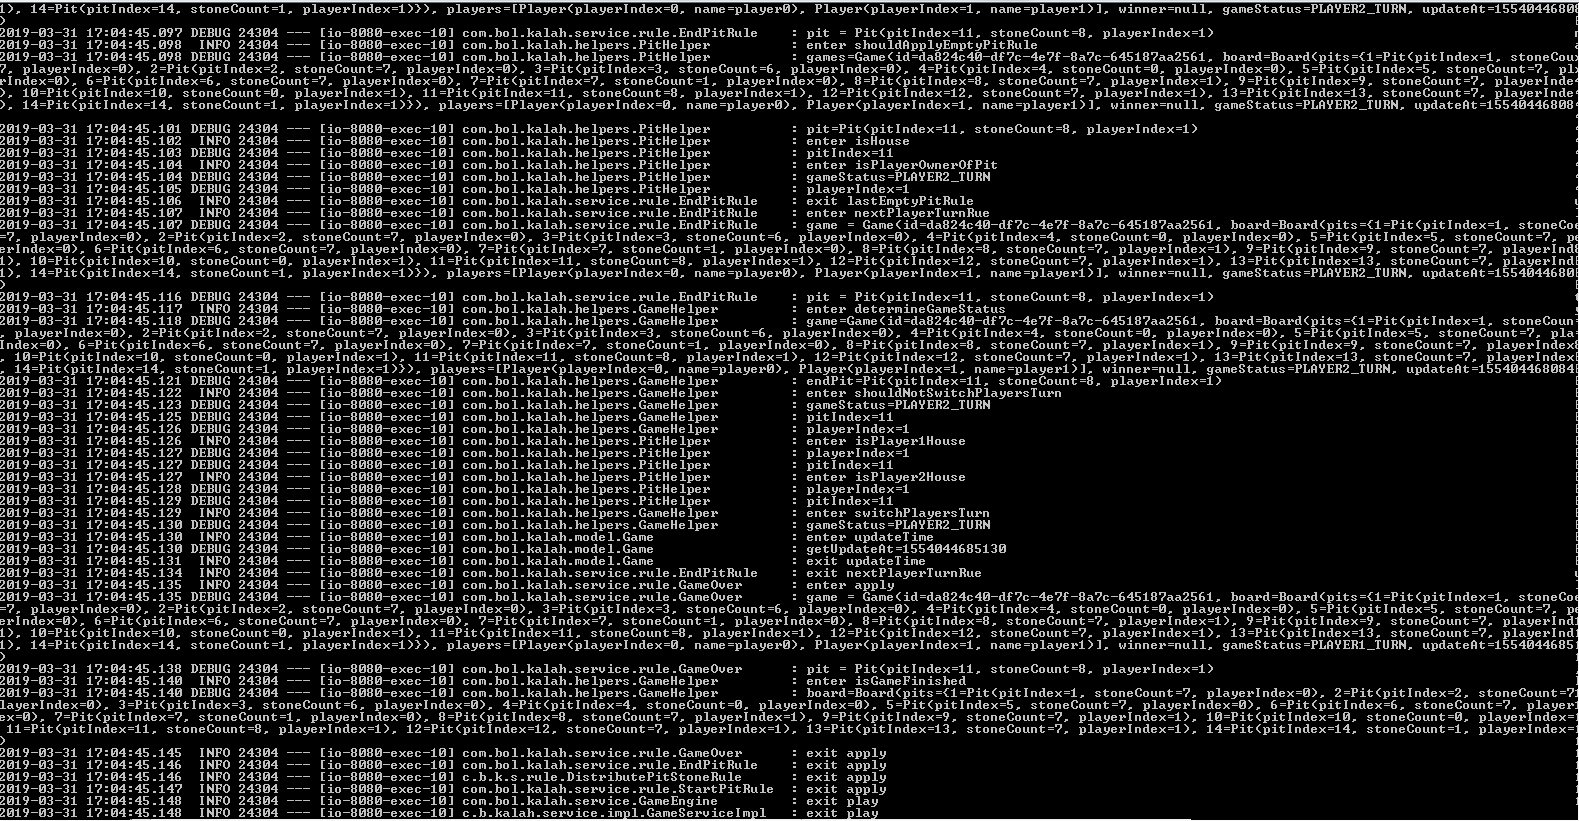 1), 14=Pit(pitIndex=14, stoneCount=1, playerIndex=1)}), players=[Player(playerIndex=0, name=player0), Player(playerIndex=1, name=player1)], winner=null, gameStatus=PLAYER2_TURN, updateAt=1554044680
)
2019-03-31 17:04:45.097 DEBUG 24304 --- [io-8080-exec-10] com.bol.kalah.service.rule.EndPitRule    : pit = Pit(pitIndex=11, stoneCount=8, playerIndex=1)
2019-03-31 17:04:45.098  INFO 24304 --- [io-8080-exec-10] com.bol.kalah.helpers.PitHelper          : enter shouldApplyEmptyPitRule
2019-03-31 17:04:45.098 DEBUG 24304 --- [io-8080-exec-10] com.bol.kalah.helpers.PitHelper          : games=Game(id=da824c40-df7c-4e7f-8a7c-645187aa2561, board=Board(pits={1=Pit(pitIndex=1, stoneCoun
7, playerIndex=0), 2=Pit(pitIndex=2, stoneCount=7, playerIndex=0), 3=Pit(pitIndex=3, stoneCount=6, playerIndex=0), 4=Pit(pitIndex=4, stoneCount=0, playerIndex=0), 5=Pit(pitIndex=5, stoneCount=7, pl
), 6=Pit(pitIndex=6, stoneCount=7, playerIndex=0), 7=Pit(pitIndex=7, stoneCount=1, playerIndex=0), 8=Pit(pitIndex=8, stoneCount=7, playerIndex=1), 9=Pit(pitIndex=9, stoneCount=7, playerIndex
), 10=Pit(pitIndex=10, stoneCount=0, playerIndex=1), 11=Pit(pitIndex=11, stoneCount=8, playerIndex=1), 12=Pit(pitIndex=12, stoneCount=7, playerIndex=1), 13=Pit(pitIndex=13, stoneCount=7, playerInd
), 14=Pit(pitIndex=14, stoneCount=1, playerIndex=1)}), players=[Player(playerIndex=0, name=player0), Player(playerIndex=1, name=player1)], winner=null, gameStatus=PLAYER2_TURN, updateAt=1554044684
2019-03-31 17:04:45.101 DEBUG 24304 --- [io-8080-exec-10] com.bol.kalah.helpers.PitHelper          : pit=Pit(pitIndex=11, stoneCount=8, playerIndex=1)
2019-03-31 17:04:45.102  INFO 24304 --- [io-8080-exec-10] com.bol.kalah.helpers.PitHelper          : enter isHouse
2019-03-31 17:04:45.103 DEBUG 24304 --- [io-8080-exec-10] com.bol.kalah.helpers.PitHelper          : pitIndex=11
2019-03-31 17:04:45.104  INFO 24304 --- [io-8080-exec-10] com.bol.kalah.helpers.PitHelper          : enter isPlayerOwnerOfPit
2019-03-31 17:04:45.104 DEBUG 24304 --- [io-8080-exec-10] com.bol.kalah.helpers.PitHelper          : gameStatus=PLAYER2_TURN
2019-03-31 17:04:45.105 DEBUG 24304 --- [io-8080-exec-10] com.bol.kalah.helpers.PitHelper          : playerIndex=1
2019-03-31 17:04:45.106  INFO 24304 --- [io-8080-exec-10] com.bol.kalah.service.rule.EndPitRule    : exit lastEmptyPitRule
2019-03-31 17:04:45.107  INFO 24304 --- [io-8080-exec-10] com.bol.kalah.service.rule.EndPitRule    : enter nextPlayerTurnRue
2019-03-31 17:04:45.107 DEBUG 24304 --- [io-8080-exec-10] com.bol.kalah.service.rule.EndPitRule    : game = Game(id=da824c40-df7c-4e7f-8a7c-645187aa2561, board=Board(pits={1=Pit(pitIndex=1, stoneCo
=7, playerIndex=0), 2=Pit(pitIndex=2, stoneCount=7, playerIndex=0), 3=Pit(pitIndex=3, stoneCount=6, playerIndex=0), 4=Pit(pitIndex=4, stoneCount=0, playerIndex=0), 5=Pit(pitIndex=5, stoneCount=7, p
erIndex=0), 6=Pit(pitIndex=6, stoneCount=7, playerIndex=0), 7=Pit(pitIndex=7, stoneCount=1, playerIndex=0), 8=Pit(pitIndex=8, stoneCount=7, playerIndex=1), 9=Pit(pitIndex=9, stoneCount=7, playerInd
1), 10=Pit(pitIndex=10, stoneCount=0, playerIndex=1), 11=Pit(pitIndex=11, stoneCount=8, playerIndex=1), 12=Pit(pitIndex=12, stoneCount=7, playerIndex=1), 13=Pit(pitIndex=13, stoneCount=7, playerInd
1), 14=Pit(pitIndex=14, stoneCount=1, playerIndex=1)}), players=[Player(playerIndex=0, name=player0), Player(playerIndex=1, name=player1)], winner=null, gameStatus=PLAYER2_TURN, updateAt=1554044680
)
2019-03-31 17:04:45.116 DEBUG 24304 --- [io-8080-exec-10] com.bol.kalah.service.rule.EndPitRule    : pit = Pit(pitIndex=11, stoneCount=8, playerIndex=1)
2019-03-31 17:04:45.117  INFO 24304 --- [io-8080-exec-10] com.bol.kalah.helpers.GameHelper         : enter determineGameStatus
2019-03-31 17:04:45.118 DEBUG 24304 --- [io-8080-exec-10] com.bol.kalah.helpers.GameHelper         : game=Game(id=da824c40-df7c-4e7f-8a7c-645187aa2561, board=Board(pits={1=Pit(pitIndex=1, stoneCoun
, playerIndex=0), 2=Pit(pitIndex=2, stoneCount=7, playerIndex=0), 3=Pit(pitIndex=3, stoneCount=6, playerIndex=0), 4=Pit(pitIndex=4, stoneCount=0, playerIndex=0), 5=Pit(pitIndex=5, stoneCount=7, pla
Index=0), 6=Pit(pitIndex=6, stoneCount=7, playerIndex=0), 7=Pit(pitIndex=7, stoneCount=1, playerIndex=0), 8=Pit(pitIndex=8, stoneCount=7, playerIndex=1), 9=Pit(pitIndex=9, stoneCount=7, playerIndex
, 10=Pit(pitIndex=10, stoneCount=0, playerIndex=1), 11=Pit(pitIndex=11, stoneCount=8, playerIndex=1), 12=Pit(pitIndex=12, stoneCount=7, playerIndex=1), 13=Pit(pitIndex=13, stoneCount=7, playerIndex
, 14=Pit(pitIndex=14, stoneCount=1, playerIndex=1)}), players=[Player(playerIndex=0, name=player0), Player(playerIndex=1, name=player1)], winner=null, gameStatus=PLAYER2_TURN, updateAt=155404468084
2019-03-31 17:04:45.121 DEBUG 24304 --- [io-8080-exec-10] com.bol.kalah.helpers.GameHelper         : endPit=Pit(pitIndex=11, stoneCount=8, playerIndex=1)
2019-03-31 17:04:45.122  INFO 24304 --- [io-8080-exec-10] com.bol.kalah.helpers.GameHelper         : enter shouldNotSwitchPlayersTurn
2019-03-31 17:04:45.123 DEBUG 24304 --- [io-8080-exec-10] com.bol.kalah.helpers.GameHelper         : gameStatus=PLAYER2_TURN
2019-03-31 17:04:45.125 DEBUG 24304 --- [io-8080-exec-10] com.bol.kalah.helpers.GameHelper         : pitIndex=11
2019-03-31 17:04:45.126 DEBUG 24304 --- [io-8080-exec-10] com.bol.kalah.helpers.GameHelper         : playerIndex=1
2019-03-31 17:04:45.126  INFO 24304 --- [io-8080-exec-10] com.bol.kalah.helpers.PitHelper          : enter isPlayer1House
2019-03-31 17:04:45.127 DEBUG 24304 --- [io-8080-exec-10] com.bol.kalah.helpers.PitHelper          : playerIndex=1
2019-03-31 17:04:45.127 DEBUG 24304 --- [io-8080-exec-10] com.bol.kalah.helpers.PitHelper          : pitIndex=11
2019-03-31 17:04:45.127  INFO 24304 --- [io-8080-exec-10] com.bol.kalah.helpers.PitHelper          : enter isPlayer2House
2019-03-31 17:04:45.128 DEBUG 24304 --- [io-8080-exec-10] com.bol.kalah.helpers.PitHelper          : playerIndex=1
2019-03-31 17:04:45.129 DEBUG 24304 --- [io-8080-exec-10] com.bol.kalah.helpers.PitHelper          : pitIndex=11
2019-03-31 17:04:45.129  INFO 24304 --- [io-8080-exec-10] com.bol.kalah.helpers.GameHelper         : enter switchPlayersTurn
2019-03-31 17:04:45.130 DEBUG 24304 --- [io-8080-exec-10] com.bol.kalah.helpers.GameHelper         : gameStatus=PLAYER2_TURN
2019-03-31 17:04:45.130  INFO 24304 --- [io-8080-exec-10] com.bol.kalah.model.Game                 : enter updateTime
2019-03-31 17:04:45.130 DEBUG 24304 --- [io-8080-exec-10] com.bol.kalah.model.Game                 : getUpdateAt=1554044685130
2019-03-31 17:04:45.131  INFO 24304 --- [io-8080-exec-10] com.bol.kalah.model.Game                 : exit updateTime
2019-03-31 17:04:45.134  INFO 24304 --- [io-8080-exec-10] com.bol.kalah.service.rule.EndPitRule    : exit nextPlayerTurnRue
2019-03-31 17:04:45.135  INFO 24304 --- [io-8080-exec-10] com.bol.kalah.service.rule.GameOver      : enter apply
2019-03-31 17:04:45.135 DEBUG 24304 --- [io-8080-exec-10] com.bol.kalah.service.rule.GameOver      : game = Game(id=da824c40-df7c-4e7f-8a7c-645187aa2561, board=Board(pits={1=Pit(pitIndex=1, stoneCo
=7, playerIndex=0), 2=Pit(pitIndex=2, stoneCount=7, playerIndex=0), 3=Pit(pitIndex=3, stoneCount=6, playerIndex=0), 4=Pit(pitIndex=4, stoneCount=0, playerIndex=0), 5=Pit(pitIndex=5, stoneCount=7, p
erIndex=0), 6=Pit(pitIndex=6, stoneCount=7, playerIndex=0), 7=Pit(pitIndex=7, stoneCount=1, playerIndex=0), 8=Pit(pitIndex=8, stoneCount=7, playerIndex=1), 9=Pit(pitIndex=9, stoneCount=7, playerInd
1), 10=Pit(pitIndex=10, stoneCount=0, playerIndex=1), 11=Pit(pitIndex=11, stoneCount=8, playerIndex=1), 12=Pit(pitIndex=12, stoneCount=7, playerIndex=1), 13=Pit(pitIndex=13, stoneCount=7, playerInd
1), 14=Pit(pitIndex=14, stoneCount=1, playerIndex=1)}), players=[Player(playerIndex=0, name=player0), Player(playerIndex=1, name=player1)], winner=null, gameStatus=PLAYER1_TURN, updateAt=1554044685
)
2019-03-31 17:04:45.138 DEBUG 24304 --- [io-8080-exec-10] com.bol.kalah.service.rule.GameOver      : pit = Pit(pitIndex=11, stoneCount=8, playerIndex=1)
2019-03-31 17:04:45.140  INFO 24304 --- [io-8080-exec-10] com.bol.kalah.helpers.GameHelper         : enter isGameFinished
2019-03-31 17:04:45.140 DEBUG 24304 --- [io-8080-exec-10] com.bol.kalah.helpers.GameHelper         : board=Board(pits={1=Pit(pitIndex=1, stoneCount=7, playerIndex=0), 2=Pit(pitIndex=2, stoneCount=7
layerIndex=0), 3=Pit(pitIndex=3, stoneCount=6, playerIndex=0), 4=Pit(pitIndex=4, stoneCount=0, playerIndex=0), 5=Pit(pitIndex=5, stoneCount=7, playerIndex=0), 6=Pit(pitIndex=6, stoneCount=7, player
ex=0), 7=Pit(pitIndex=7, stoneCount=1, playerIndex=0), 8=Pit(pitIndex=8, stoneCount=7, playerIndex=1), 9=Pit(pitIndex=9, stoneCount=7, playerIndex=1), 10=Pit(pitIndex=10, stoneCount=0, playerIndex=
11=Pit(pitIndex=11, stoneCount=8, playerIndex=1), 12=Pit(pitIndex=12, stoneCount=7, playerIndex=1), 13=Pit(pitIndex=13, stoneCount=7, playerIndex=1), 14=Pit(pitIndex=14, stoneCount=1, playerIndex=1
)
2019-03-31 17:04:45.145  INFO 24304 --- [io-8080-exec-10] com.bol.kalah.service.rule.GameOver      : exit apply
2019-03-31 17:04:45.146  INFO 24304 --- [io-8080-exec-10] com.bol.kalah.service.rule.EndPitRule    : exit apply
2019-03-31 17:04:45.146  INFO 24304 --- [io-8080-exec-10] c.b.k.s.rule.DistributePitStoneRule      : exit apply
2019-03-31 17:04:45.147  INFO 24304 --- [io-8080-exec-10] com.bol.kalah.service.rule.StartPitRule  : exit apply
2019-03-31 17:04:45.148  INFO 24304 --- [io-8080-exec-10] com.bol.kalah.service.GameEngine         : exit play
2019-03-31 17:04:45.148  INFO 24304 --- [io-8080-exec-10] c.b.kalah.service.impl.GameServiceImpl   : exit play